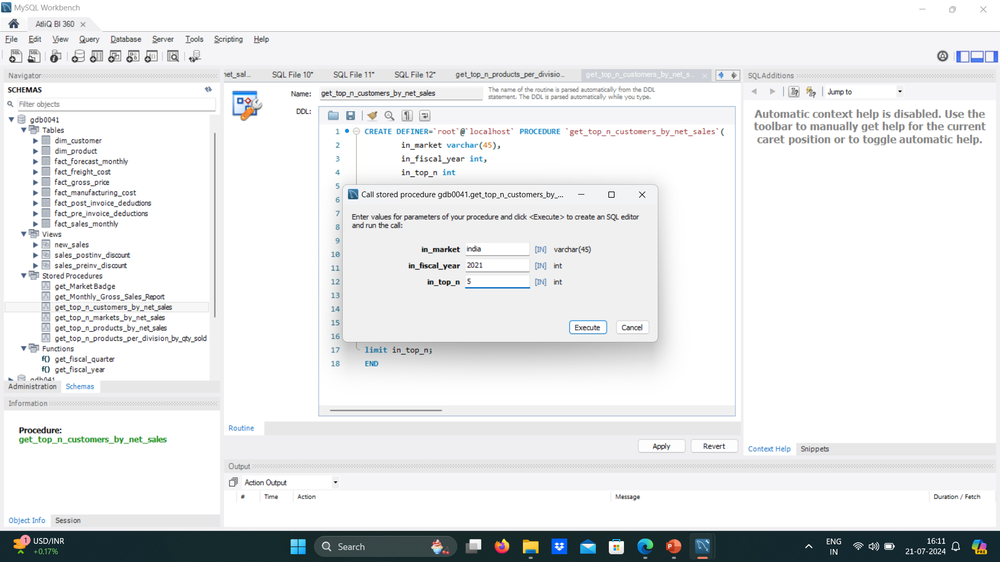 MySQL Workbench
AtliQ BI 360
File Edit View Query Database Server Tools Scripting Help
Navigator
SCHEMAS
Filter objects
gdb0041
Tables
dim_customer
dim_product
fact_forecast_monthly
fact_freight_cost
fact_gross_price
fact_manufacturing_cost
fact_post_invoice_deductions
fact_pre_invoice_deductions
fact_sales_monthly
Views
new_sales
sales_postinv_discount
sales_preinv_discount
Stored Procedures
get_Market Badge
get_Monthly_Gross_Sales_Report
get_top_n_customers_by_net_sales
get_top_n_markets_by_net_sales
get_top_n_products_by_net_sales
get_top_n_products_per_division_by_qty_sold
Functions
f() get_fiscal_quarter
f() get_fiscal_year
gdb041
Administration Schemas
Information
Procedure:
get_top_n_customers_by_net_sales
Object Info Session
net_sal... SQL File 10* SQL File 11* SQL File 12* get_top_n_products_per_divisio... get_top_n_customers_by_net_s...
Name: get_top_n_customers_by_net_sales
The name of the routine is parsed automatically from the DDL
statement. The DDL is parsed automatically while you type.
DDL:
1 CREATE DEFINER=`root`@`localhost` PROCEDURE `get_top_n_customers_by_net_sales`(
2 in_market varchar(45),
3 in_fiscal_year int,
4 in_top_n int
5
6
7
8
9
10
11
12
13
14
15
16
17 limit in_top_n;
18 END
Call stored procedure gdb0041.get_top_n_customers_by_...
Enter values for parameters of your procedure and click <Execute> to create an SQL editor
and run the call:
in_market india [IN] varchar(45)
in_fiscal_year 2021 [IN] int
in_top_n 5 [IN] int
Execute Cancel
Routine
Apply Revert
SQLAdditions
Jump to
Automatic context help is disabled. Use the
toolbar to manually get help for the current
caret position or to toggle automatic help.
Context Help Snippets
Output
Action Output
# Time Action Message Duration / Fetch
1
USD/INR
+0.17%
Search
ENG
IN
16:11
21-07-2024
PRE